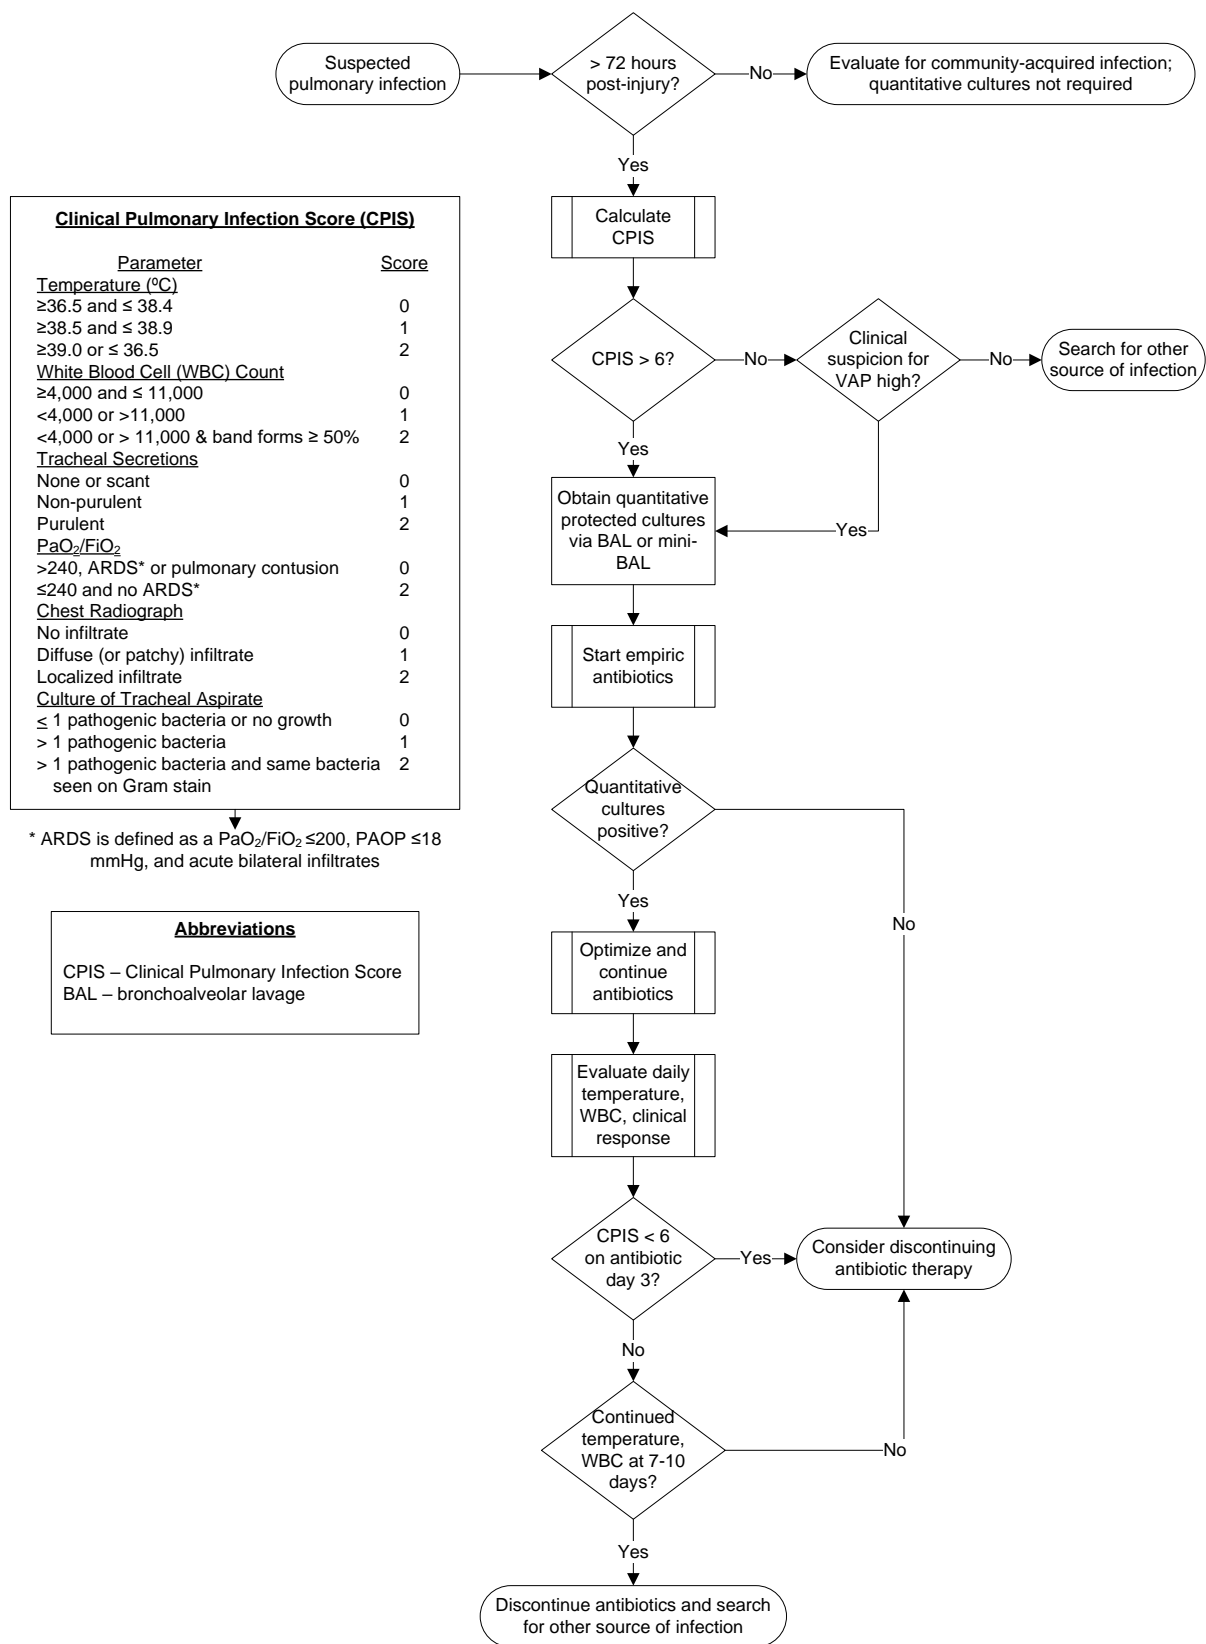 Suspected
pulmonary infection
> 72 hours
post-injury?
No
Evaluate for community-acquired infection;
quantitative cultures not required
Yes
Calculate
CPIS
CPIS > 6?
No
Clinical
suspicion for
VAP high?
No
Search for other
source of infection
Yes
Yes
Obtain quantitative
protected cultures
via BAL or mini-
BAL
Start empiric
antibiotics
Quantitative
cultures
positive?
No
Yes
Optimize and
continue
antibiotics
Evaluate daily
temperature,
WBC, clinical
response
CPIS < 6
on antibiotic
day 3?
Yes
Consider discontinuing
antibiotic therapy
No
Continued
temperature,
WBC at 7-10
days?
No
Yes
Discontinue antibiotics and search
for other source of infection
Clinical Pulmonary Infection Score (CPIS)
Parameter Score
Temperature (ºC)
≥36.5 and ≤ 38.4 0
≥38.5 and ≤ 38.9 1
≥39.0 or ≤ 36.5 2
White Blood Cell (WBC) Count
≥4,000 and ≤ 11,000 0
<4,000 or >11,000 1
<4,000 or > 11,000 & band forms ≥ 50% 2
Tracheal Secretions
None or scant 0
Non-purulent 1
Purulent 2
PaO₂/FiO₂
>240, ARDS* or pulmonary contusion 0
≤240 and no ARDS* 2
Chest Radiograph
No infiltrate 0
Diffuse (or patchy) infiltrate 1
Localized infiltrate 2
Culture of Tracheal Aspirate
≤ 1 pathogenic bacteria or no growth 0
> 1 pathogenic bacteria 1
> 1 pathogenic bacteria and same bacteria 2
seen on Gram stain
* ARDS is defined as a PaO₂/FiO₂ ≤200, PAOP ≤18
mmHg, and acute bilateral infiltrates
Abbreviations
CPIS – Clinical Pulmonary Infection Score
BAL – bronchoalveolar lavage